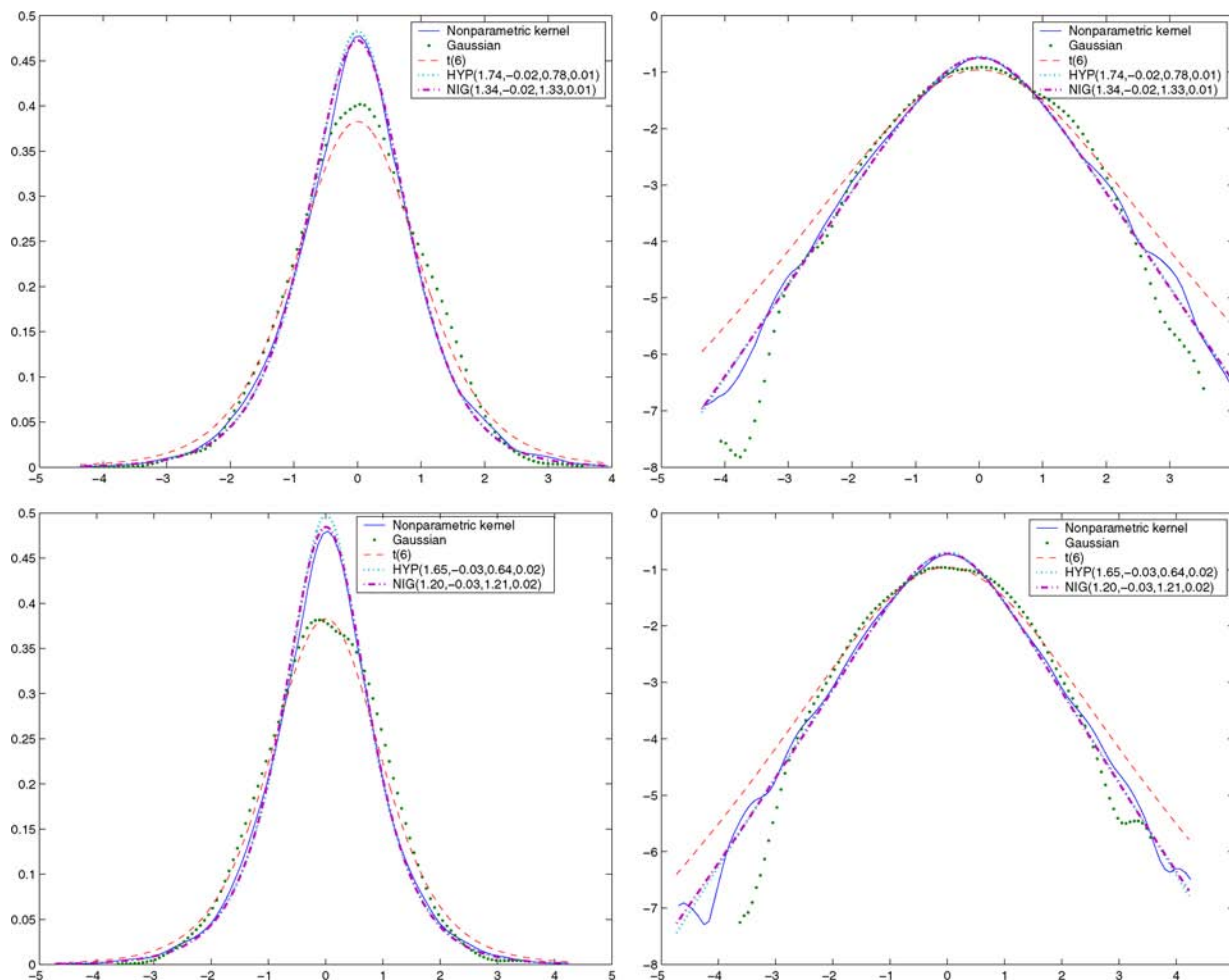 0.5
0.45
0.4
0.35
0.3
0.25
0.2
0.15
0.1
0.05
0
−5 −4 −3 −2 −1 0 1 2 3 4 5
Nonparametric kernel
Gaussian
t(6)
HYP(1.74,−0.02,0.78,0.01)
NIG(1.34,−0.02,1.33,0.01)
0
−1
−2
−3
−4
−5
−6
−7
−8
−5 −4 −3 −2 −1 0 1 2 3
Nonparametric kernel
Gaussian
t(6)
HYP(1.74,−0.02,0.78,0.01)
NIG(1.34,−0.02,1.33,0.01)
0.5
0.45
0.4
0.35
0.3
0.25
0.2
0.15
0.1
0.05
0
−5 −4 −3 −2 −1 0 1 2 3 4 5
Nonparametric kernel
Gaussian
t(6)
HYP(1.65,−0.03,0.64,0.02)
NIG(1.20,−0.03,1.21,0.02)
0
−1
−2
−3
−4
−5
−6
−7
−8
−5 −4 −3 −2 −1 0 1 2 3 4
Nonparametric kernel
Gaussian
t(6)
HYP(1.65,−0.03,0.64,0.02)
NIG(1.20,−0.03,1.21,0.02)